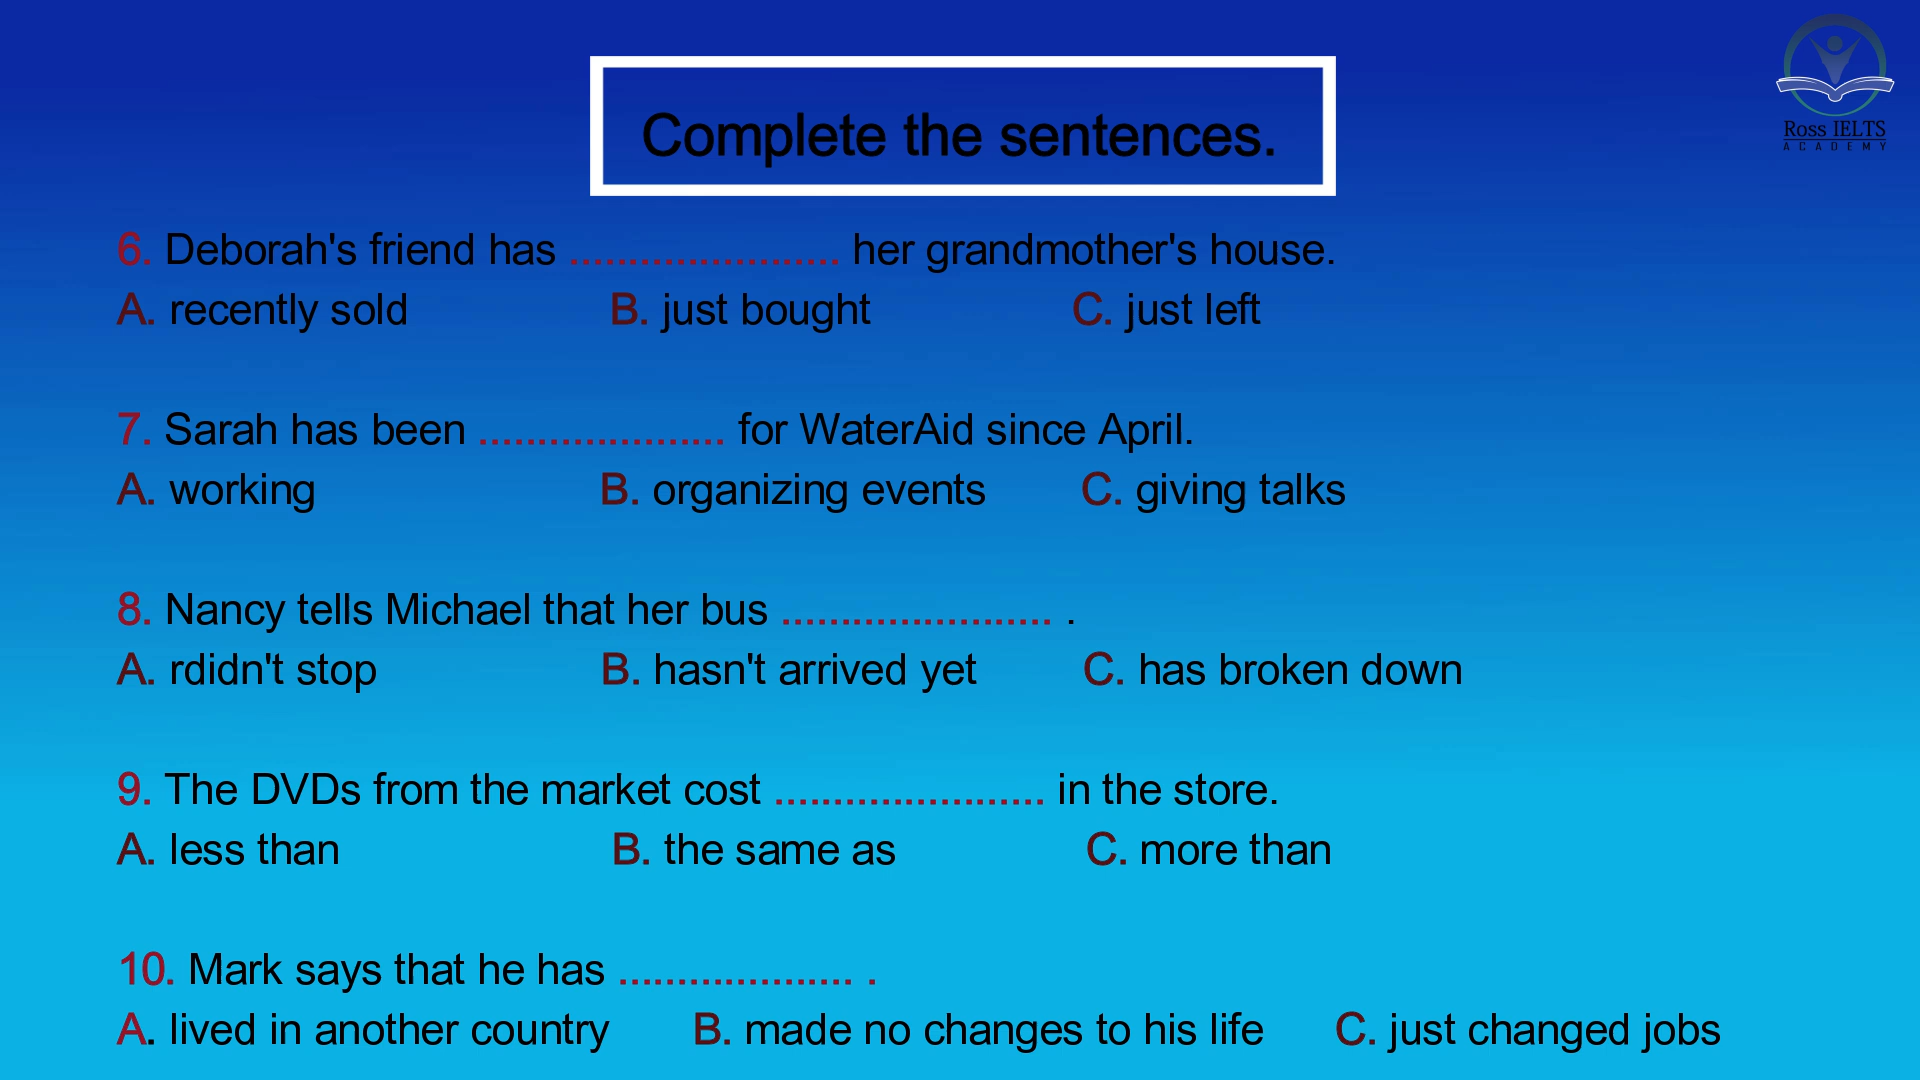 Ross IELTS
ACADEMY
Complete the sentences.
6. Deborah's friend has ....................... her grandmother's house.
A. recently sold B. just bought C. just left
7. Sarah has been ..................... for WaterAid since April.
A. working B. organizing events C. giving talks
8. Nancy tells Michael that her bus ....................... .
A. rdidn't stop B. hasn't arrived yet C. has broken down
9. The DVDs from the market cost ....................... in the store.
A. less than B. the same as C. more than
10. Mark says that he has .................... .
A. lived in another country B. made no changes to his life C. just changed jobs